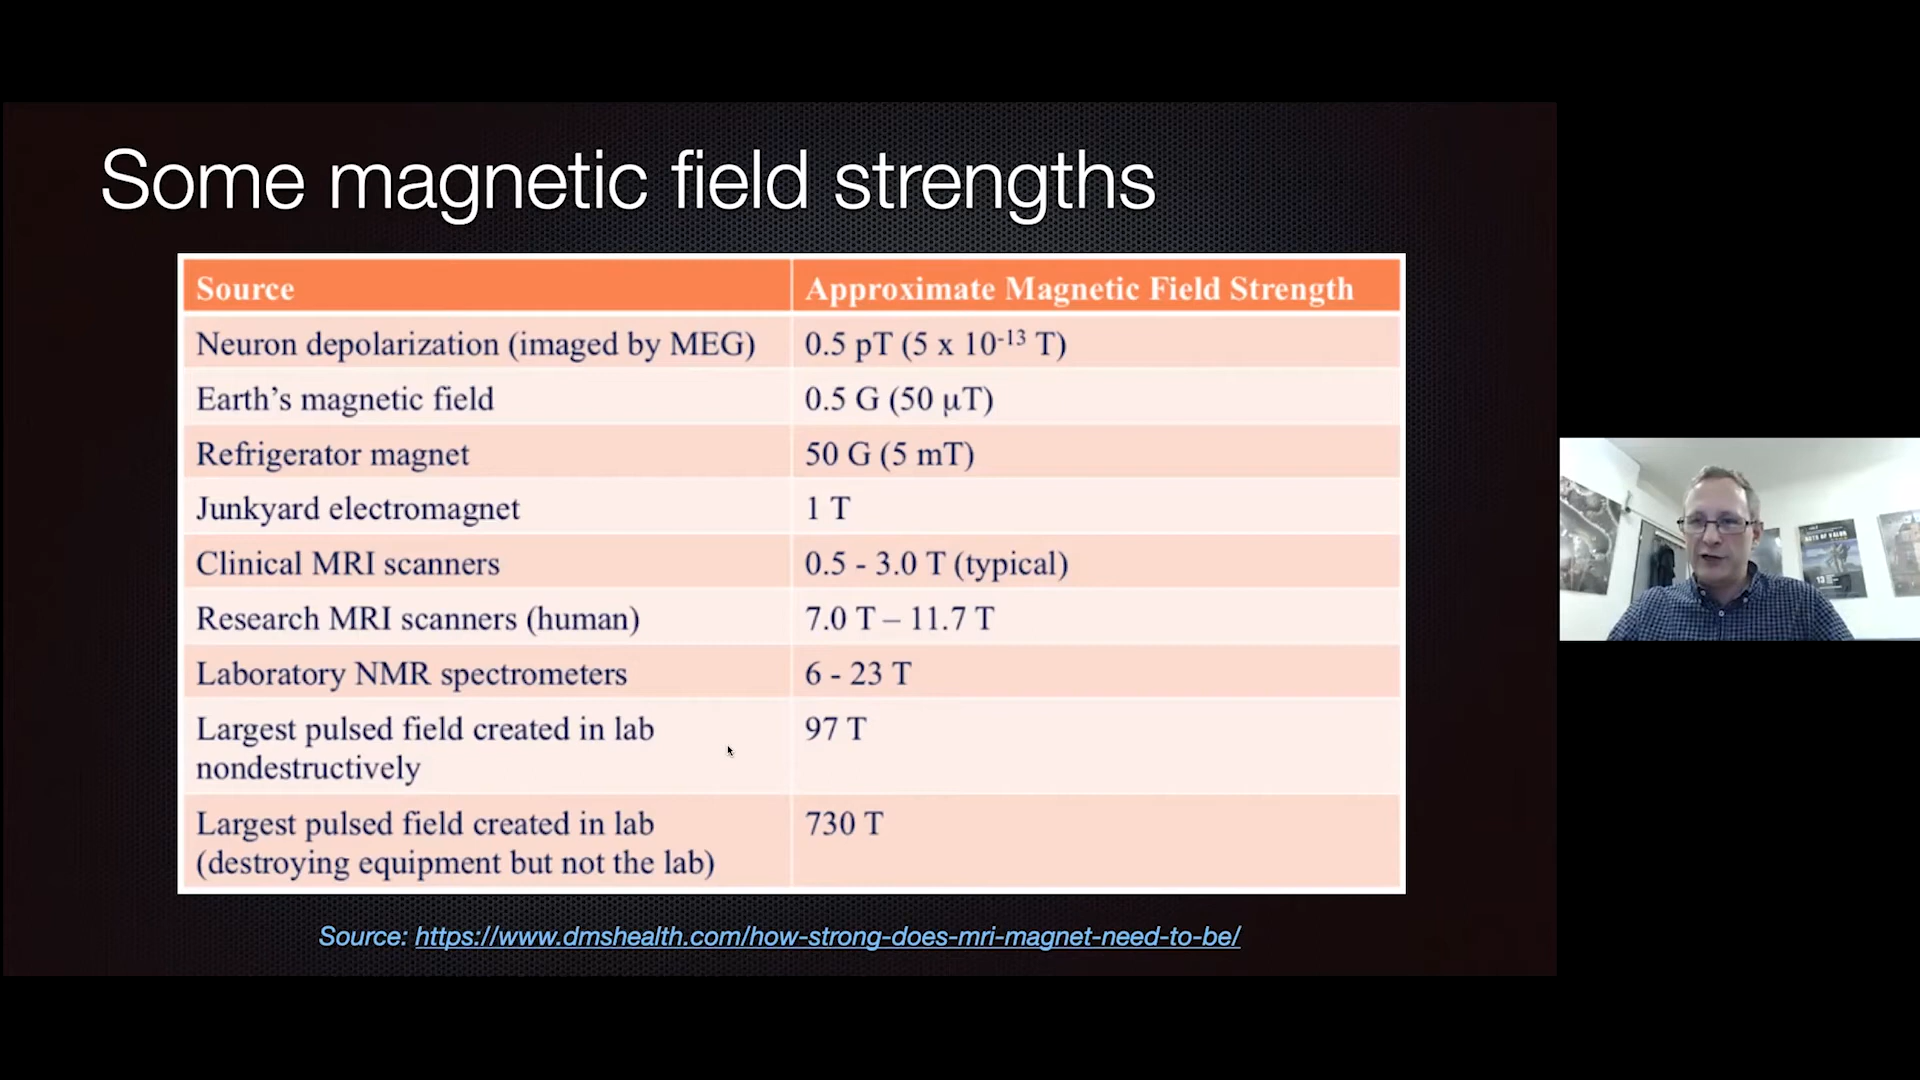 Some magnetic field strengths
Source Approximate Magnetic Field Strength
Neuron depolarization (imaged by MEG) 0.5 pT (5 x 10⁻¹³ T)
Earth’s magnetic field 0.5 G (50 µT)
Refrigerator magnet 50 G (5 mT)
Junkyard electromagnet 1 T
Clinical MRI scanners 0.5 - 3.0 T (typical)
Research MRI scanners (human) 7.0 T – 11.7 T
Laboratory NMR spectrometers 6 - 23 T
Largest pulsed field created in lab 97 T
nondestructively
Largest pulsed field created in lab 730 T
(destroying equipment but not the lab)
Source: https://www.dmshealth.com/how-strong-does-mri-magnet-need-to-be/